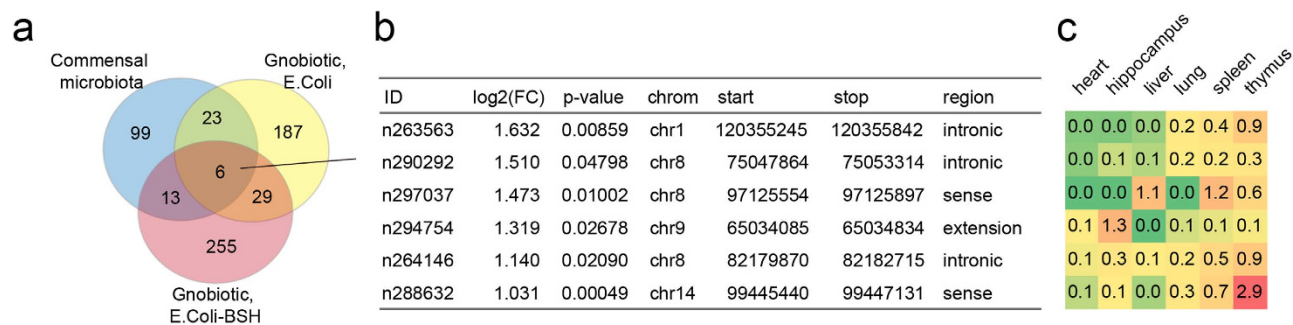 a
Commensal
microbiota
Gnobiotic,
E.Coli
99
23
187
6
13
29
255
Gnobiotic,
E.Coli-BSH
b
ID log2(FC) p-value chrom start stop region
n263563 1.632 0.00859 chr1 120355245 120355842 intronic
n290292 1.510 0.04798 chr8 75047864 75053314 intronic
n297037 1.473 0.01002 chr8 97125554 97125897 sense
n294754 1.319 0.02678 chr9 65034085 65034834 extension
n264146 1.140 0.02090 chr8 82179870 82182715 intronic
n288632 1.031 0.00049 chr14 99445440 99447131 sense
c
heart hippocampus liver lung spleen thymus
0.0 0.0 0.0 0.2 0.4 0.9
0.0 0.1 0.1 0.2 0.2 0.3
0.0 0.0 1.1 0.0 1.2 0.6
0.1 1.3 0.0 0.1 0.1 0.1
0.1 0.3 0.1 0.2 0.5 0.9
0.1 0.1 0.0 0.3 0.7 2.9